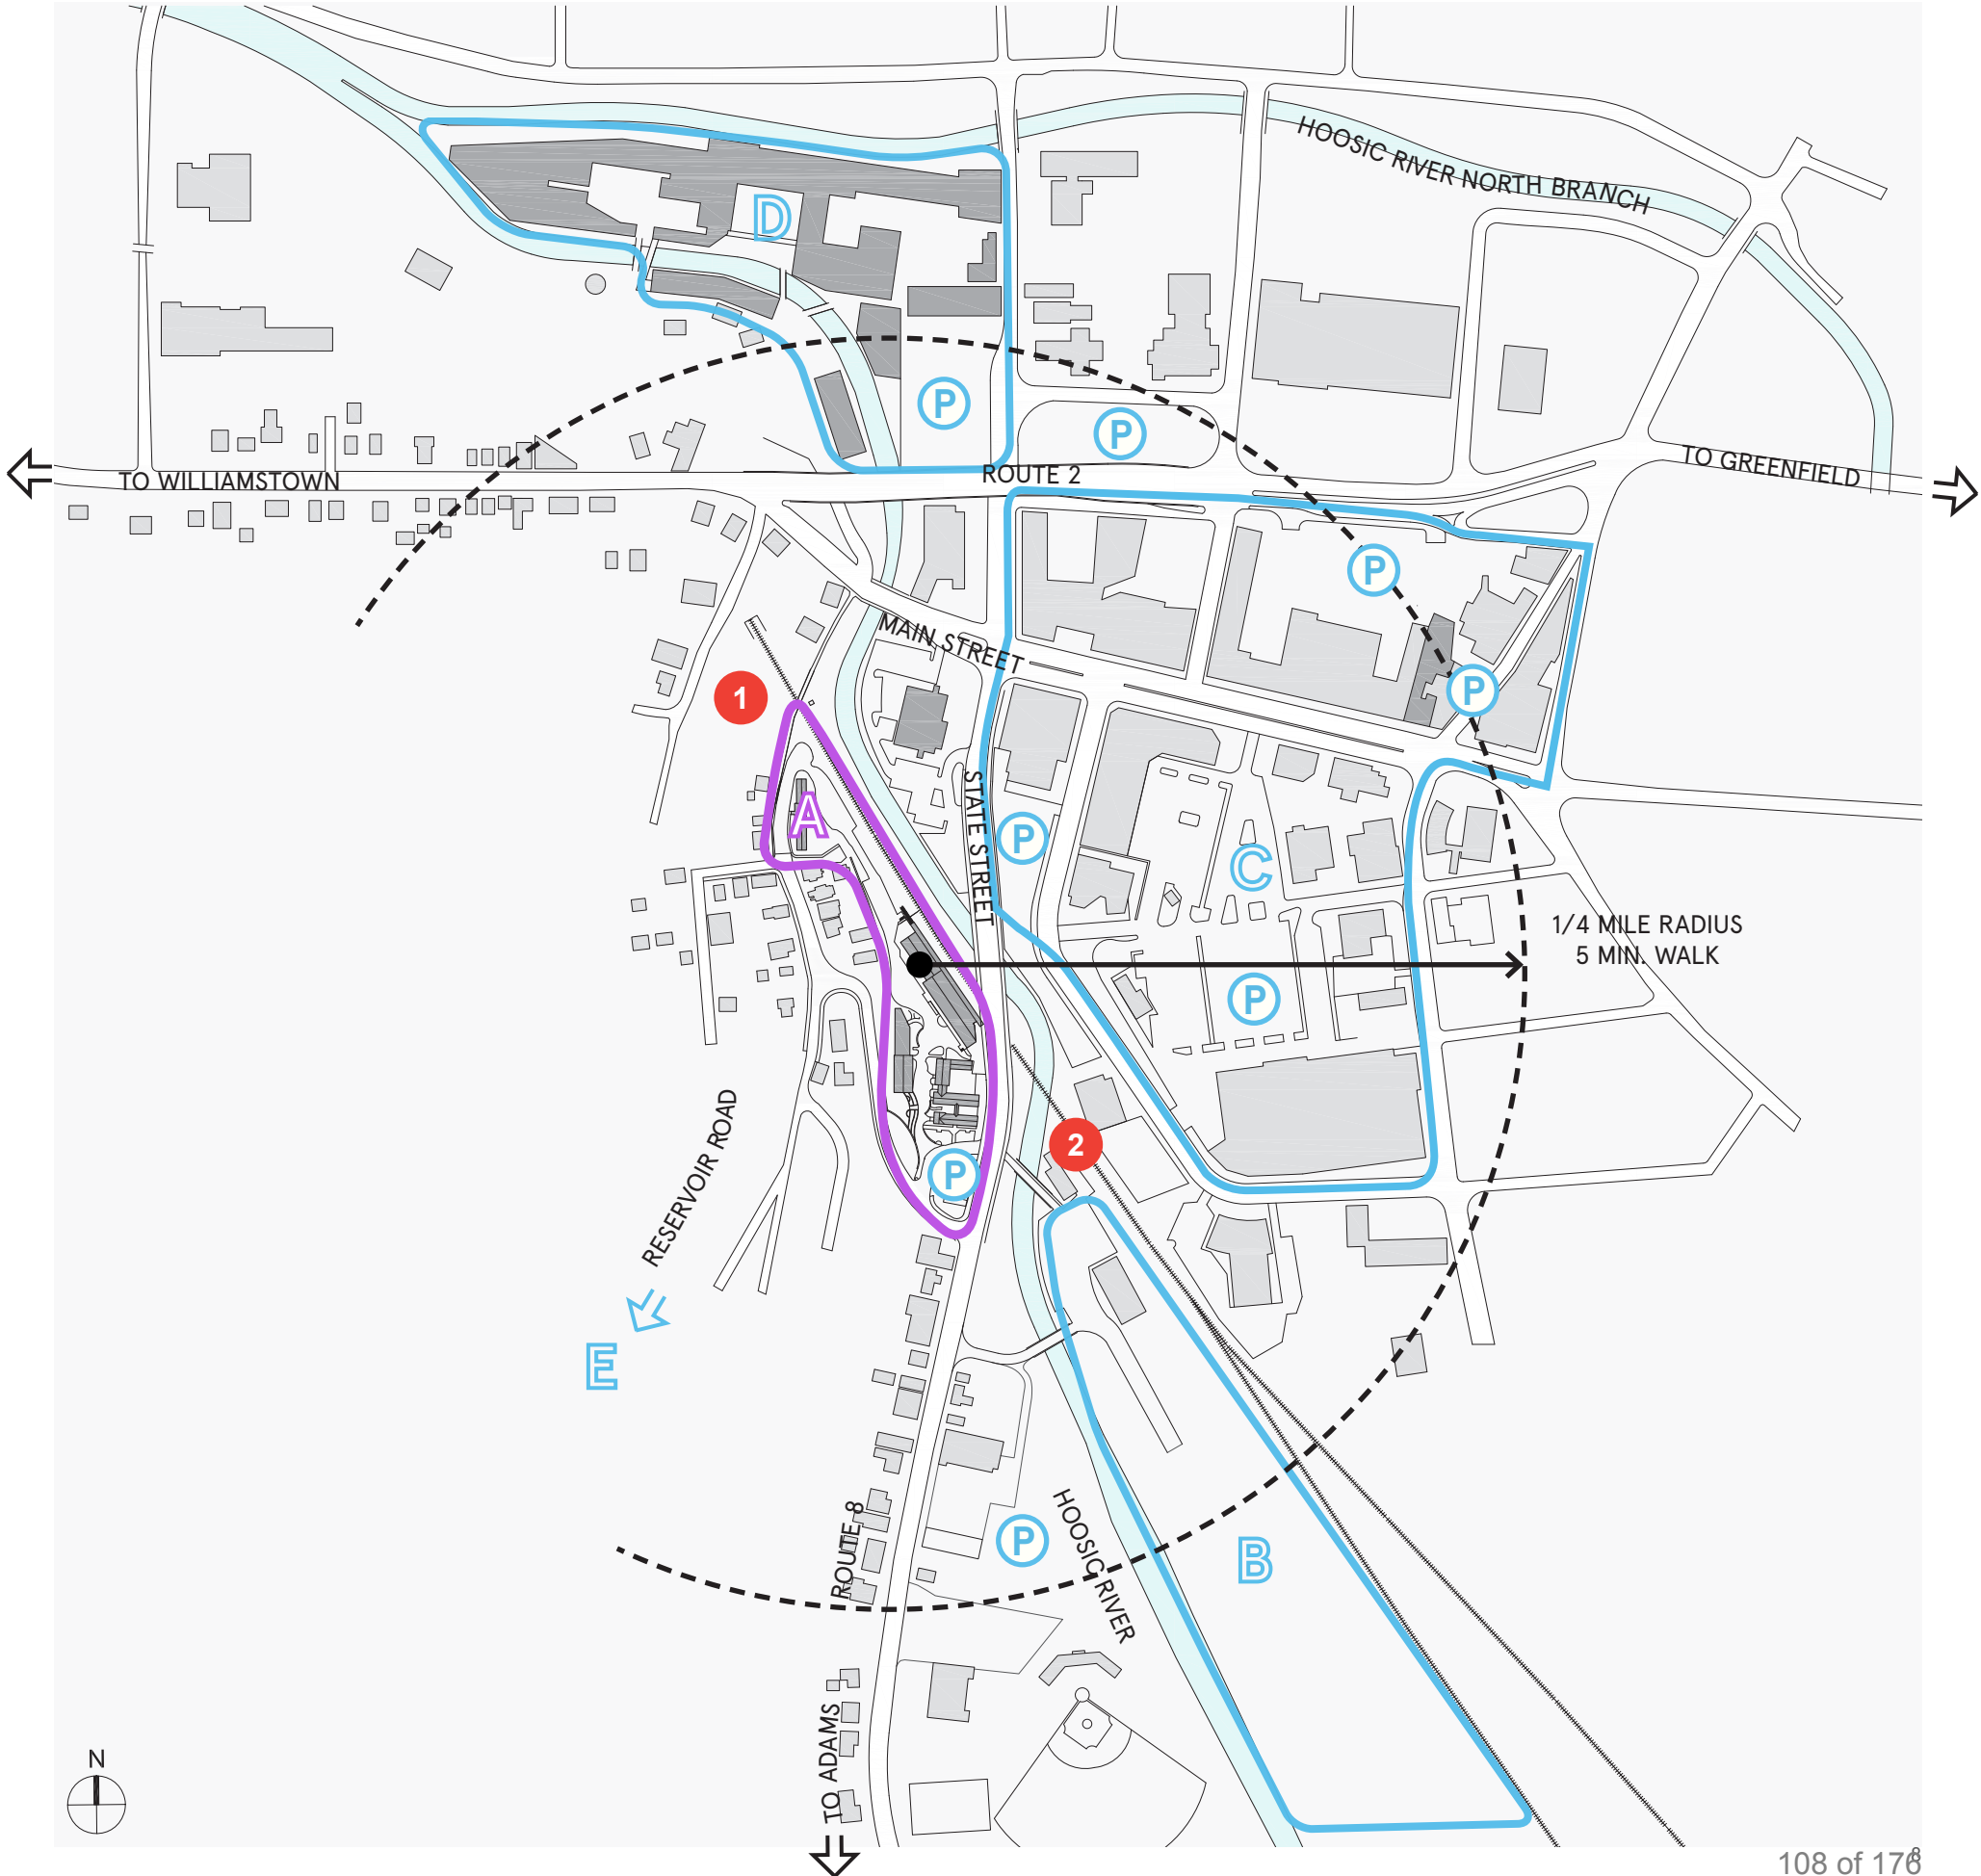 HOOSIC RIVER NORTH BRANCH
D
P
P
TO WILLIAMSTOWN
ROUTE 2
TO GREENFIELD
P
MAIN STREET
1
P
STATE STREET
A
P
C
1/4 MILE RADIUS
5 MIN. WALK
P
RESERVOIR ROAD
2
P
E
ROUTE 8
P
HOOSIC RIVER
B
TO ADAMS
N
108 of 176
8